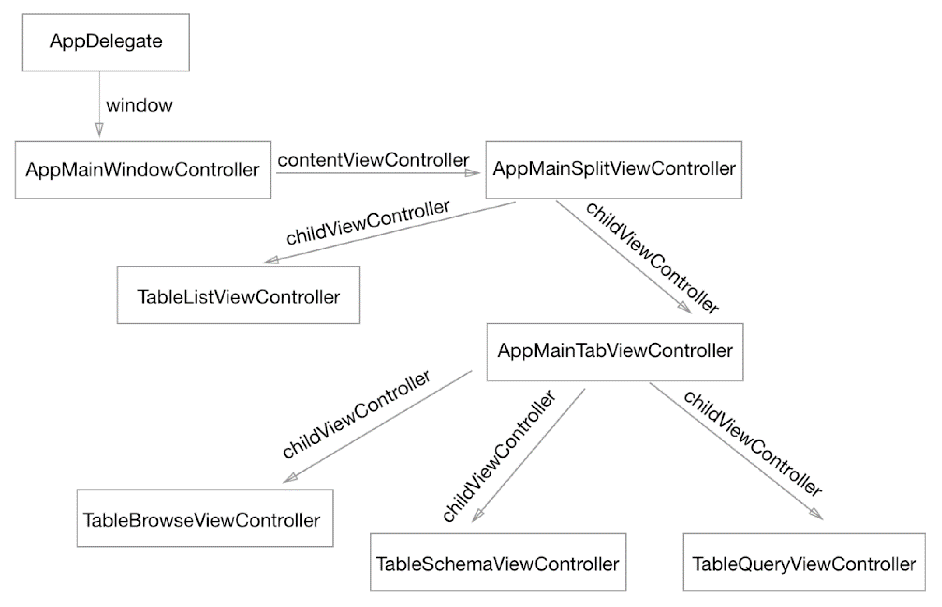 AppDelegate
window
AppMainWindowController
contentViewController
AppMainSplitViewController
childViewController
childViewController
TableListViewController
AppMainTabViewController
childViewController
childViewController
childViewController
TableBrowseViewController
TableSchemaViewController
TableQueryViewController